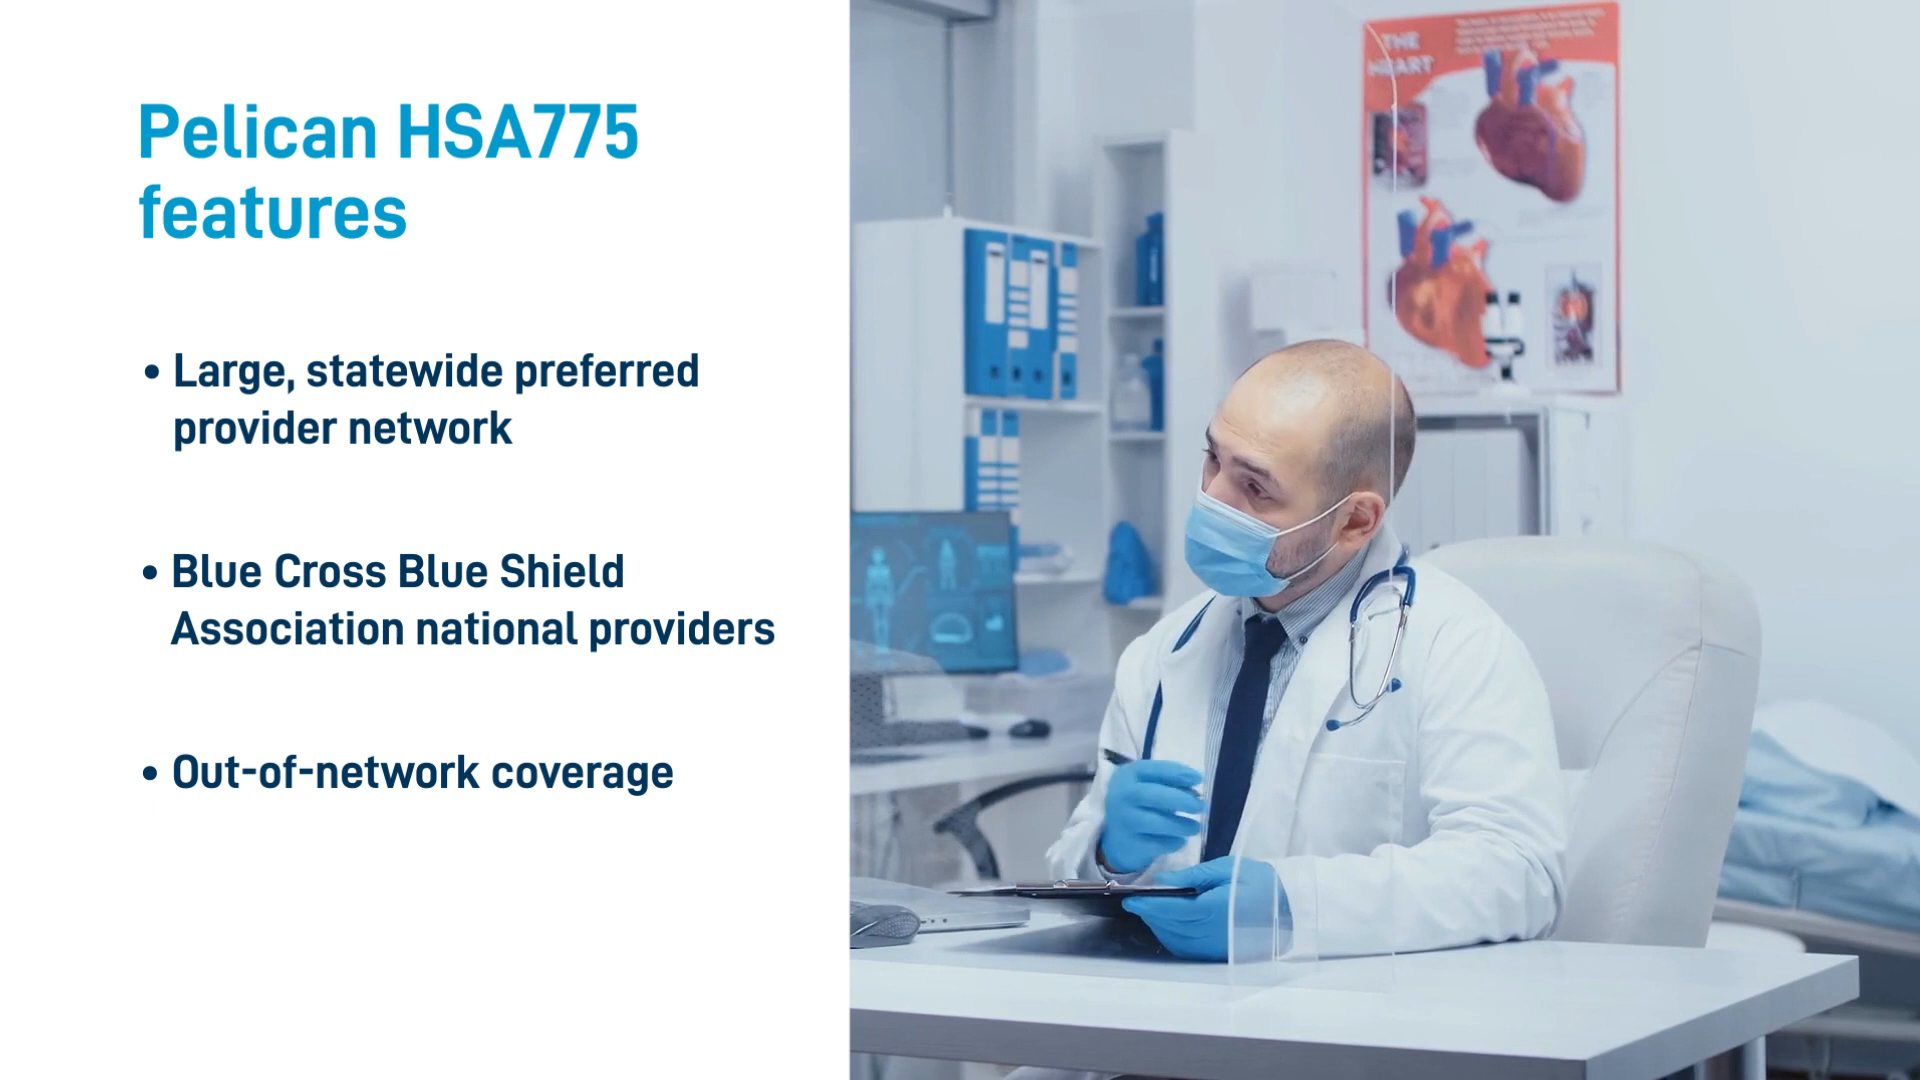 Pelican HSA775
features
• Large, statewide preferred
provider network
• Blue Cross Blue Shield
Association national providers
• Out-of-network coverage
THE
HEART